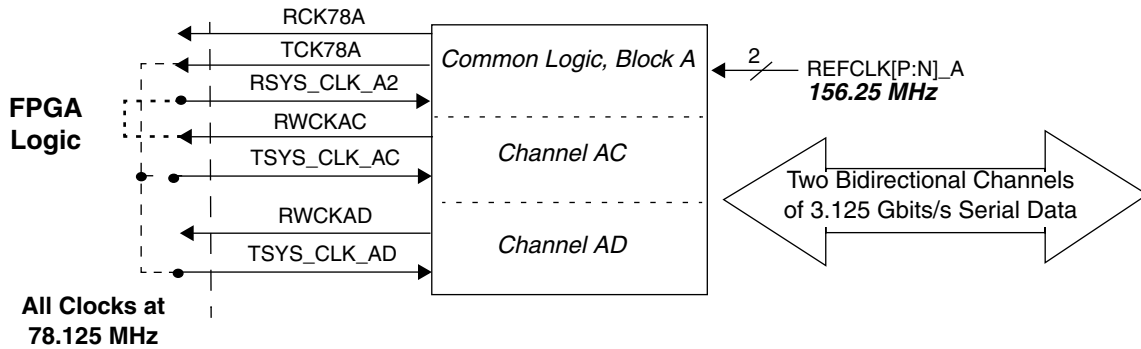 RCK78A
TCK78A
RSYS_CLK_A2
RWCKAC
TSYS_CLK_AC
RWCKAD
TSYS_CLK_AD
FPGA
Logic
All Clocks at
78.125 MHz
Common Logic, Block A
Channel AC
Channel AD
2
REFCLK[P:N]_A
156.25 MHz
Two Bidirectional Channels
of 3.125 Gbits/s Serial Data